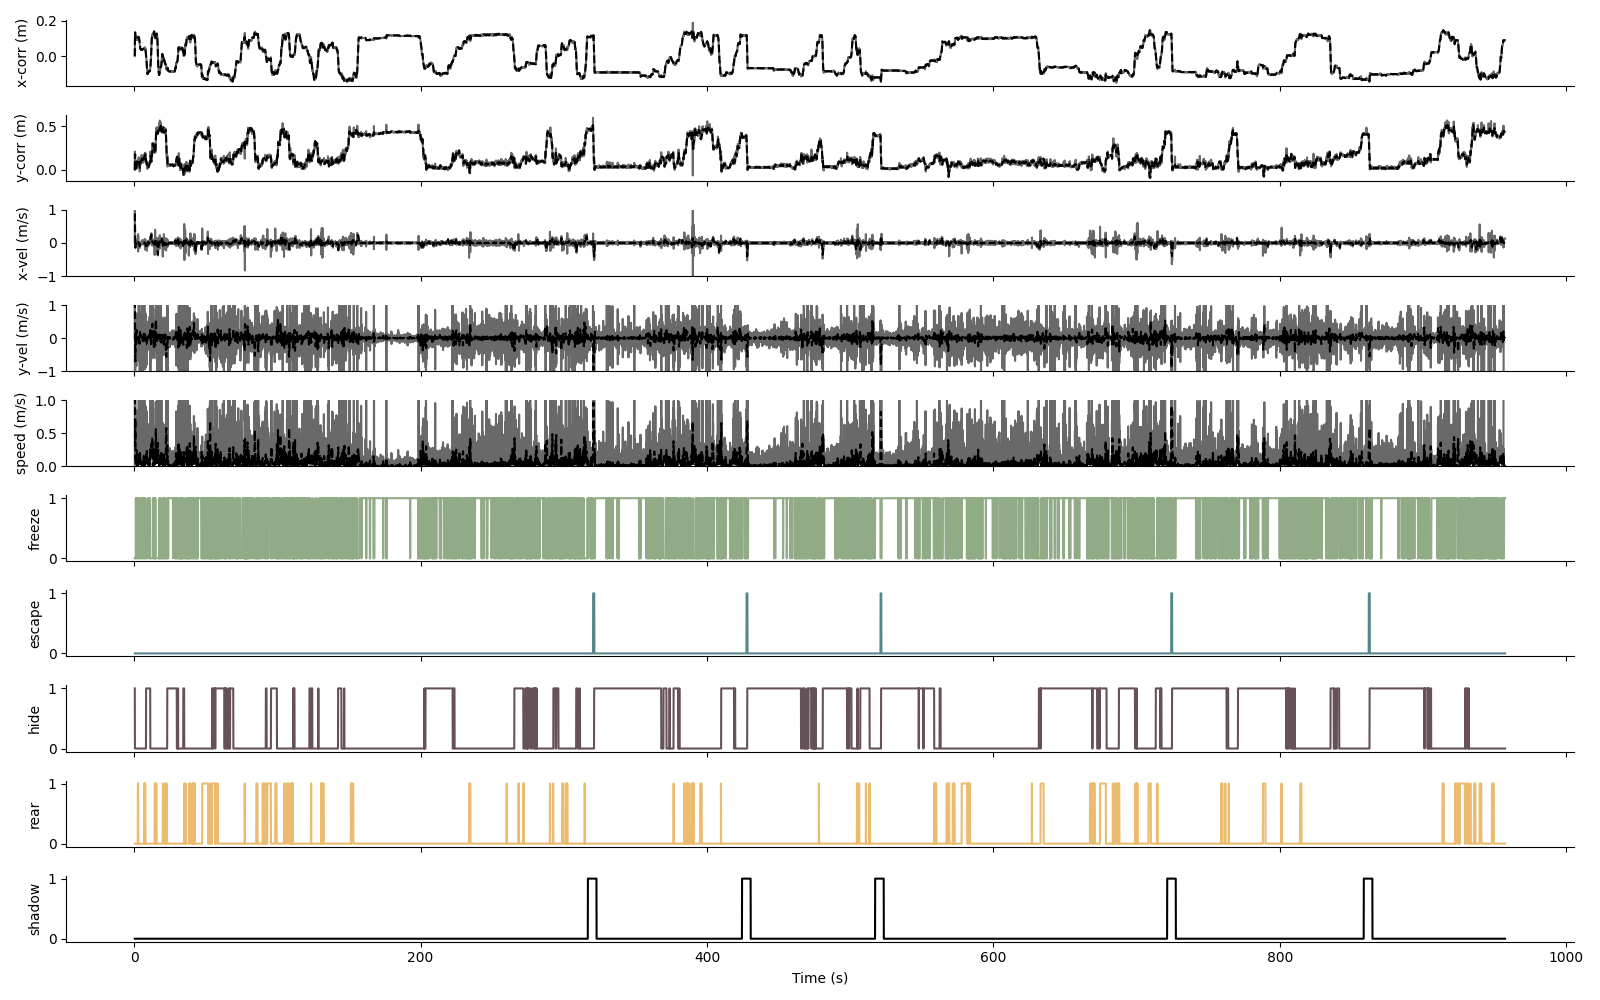 x-corr (m)
0.2
0.0
y-corr (m)
0.5
0.0
x-vel (m/s)
1
0
−1
y-vel (m/s)
1
0
−1
speed (m/s)
1.0
0.5
0.0
freeze
1
0
escape
1
0
hide
1
0
rear
1
0
shadow
1
0
0 200 400 600 800 1000
Time (s)